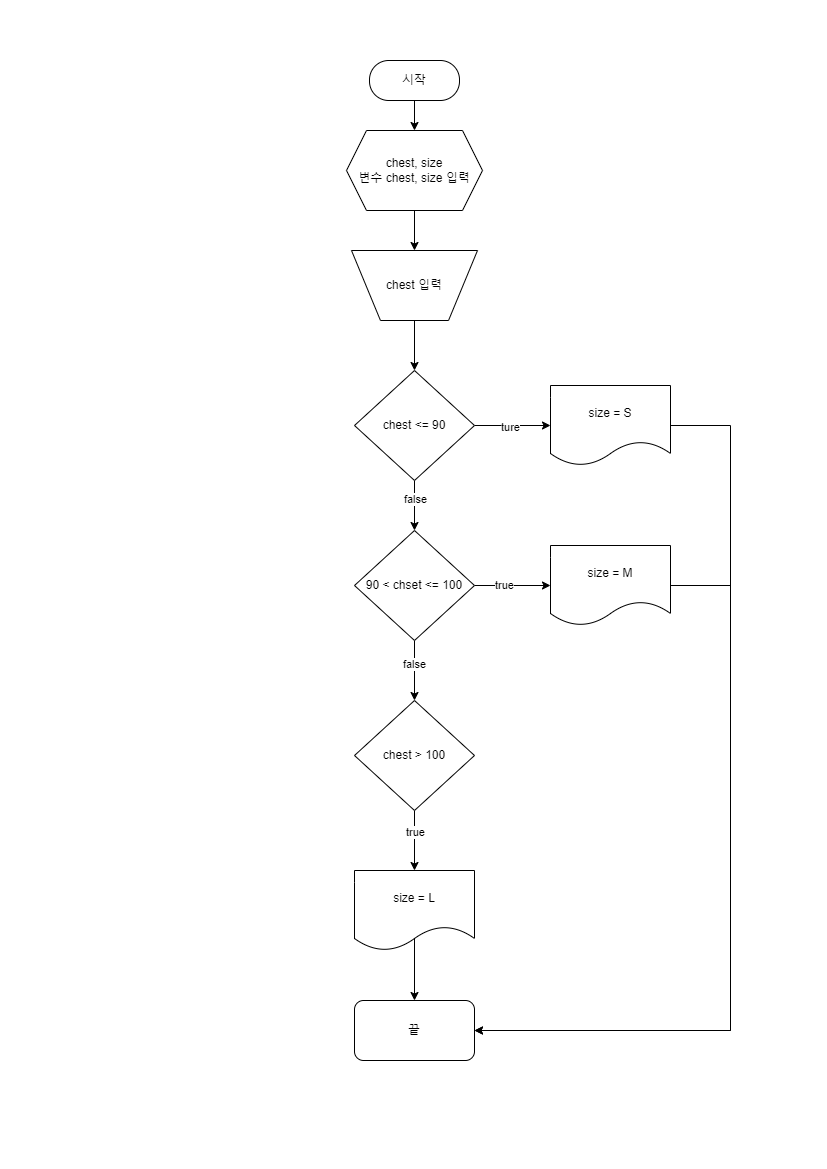 시작
chest, size
변수 chest, size 입력
chest 입력
chest <= 90
ture
size = S
false
90 < chset <= 100
true
size = M
false
chest > 100
true
size = L
끝